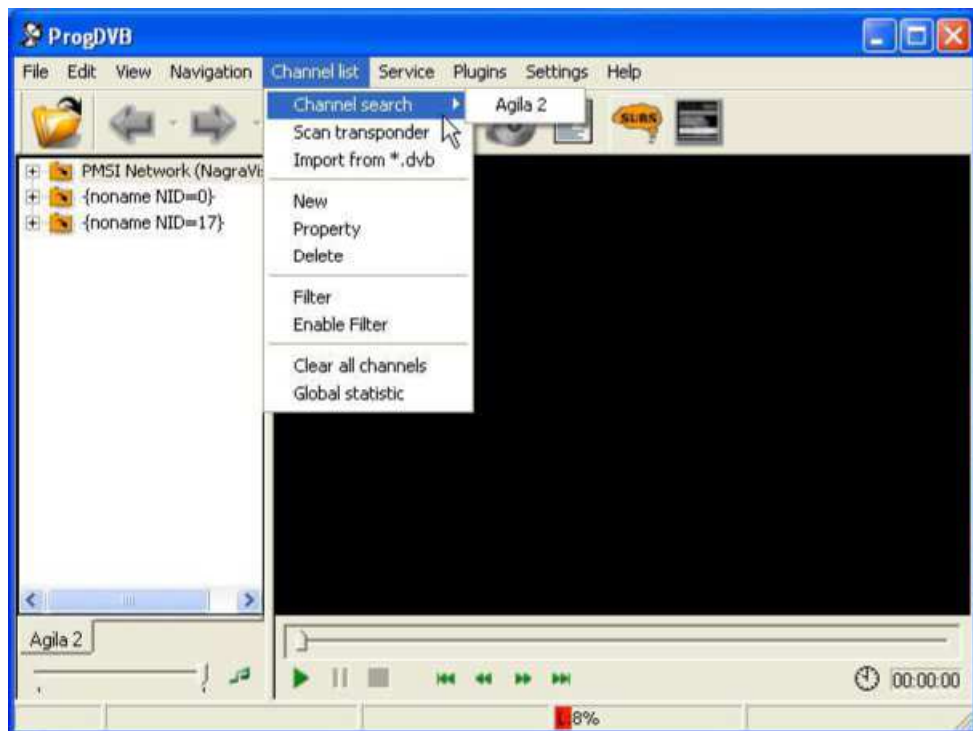 ProgDVB
File Edit View Navigation Channel list Service Plugins Settings Help
Channel search
Agila 2
Scan transponder
Import from *.dvb
New
Property
Delete
Filter
Enable Filter
Clear all channels
Global statistic
SUBS
PMSI Network (NagraVi
{noname NID=0}
{noname NID=17}
Agila 2
00:00:00
8%